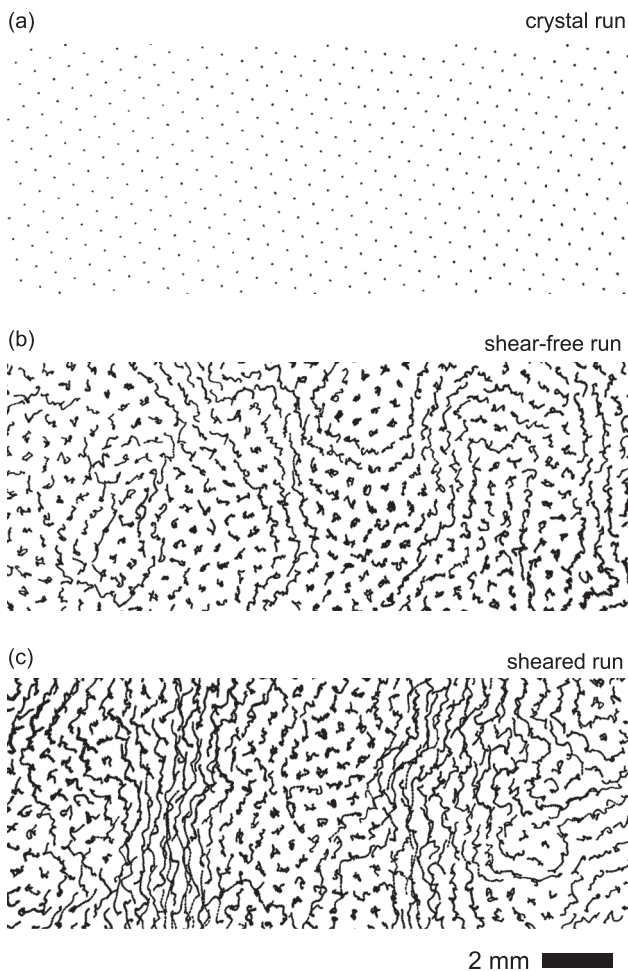 (a)
crystal run
(b)
shear-free run
(c)
sheared run
2 mm